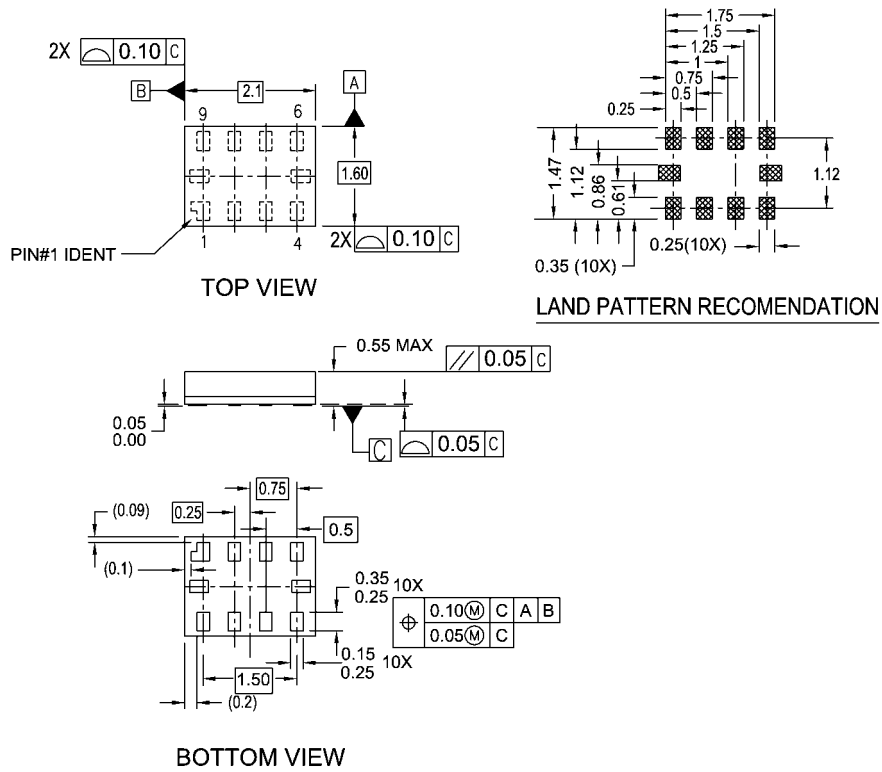 2X 0.10 C
B
2.1
A
9
6
1.60
1
4
PIN#1 IDENT
2X 0.10 C
TOP VIEW
1.75
1.5
1.25
1
0.75
0.5
0.25
1.47
1.12
0.86
0.61
1.12
0.25(10X)
0.35 (10X)
LAND PATTERN RECOMENDATION
0.55 MAX
// 0.05 C
0.05
0.00
C
0.05 C
0.75
(0.09)
0.25
0.5
(0.1)
0.35
0.25 10X
0.10Ⓜ C A B
0.05Ⓜ C
0.15
0.25 10X
1.50
(0.2)
BOTTOM VIEW